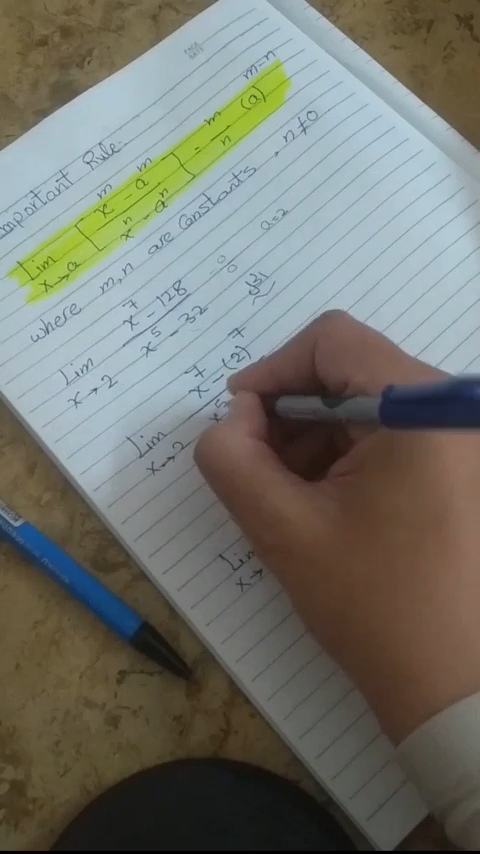 Important Rule.
Lim x→a [x^m - a^m / x^n - a^n] = m/n (a)^m-n
where m, n are constants, n ≠ 0
Lim x→2 x^7 - 128 / x^5 - 32 0/0 a=2
Lim x→2 x^7 - (2)^7 / x^5
Lim x→